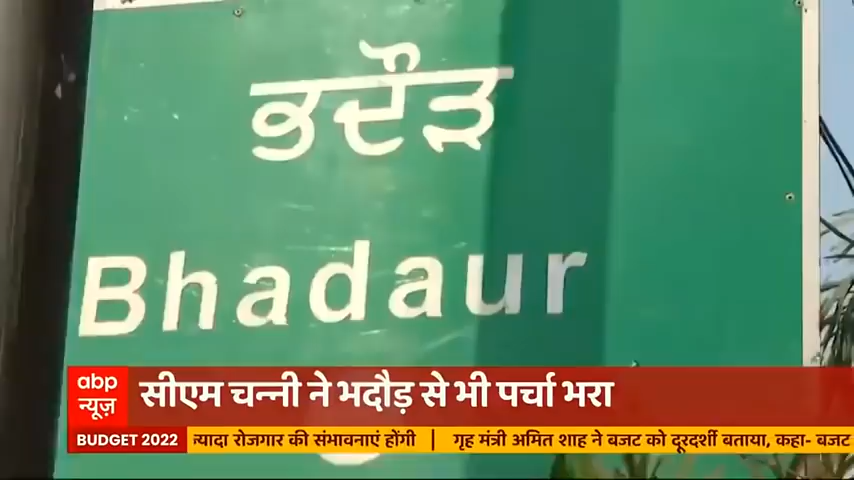 ਭਦੌੜ
Bhadaur
abp
न्यूज़
सीएम चन्नी ने भदौड़ से भी पर्चा भरा
BUDGET 2022
न्यादा रोजगार की संभावनाएं होंगी | गृह मंत्री अमित शाह ने बजट को दूरदर्शी बताया, कहा- बजट